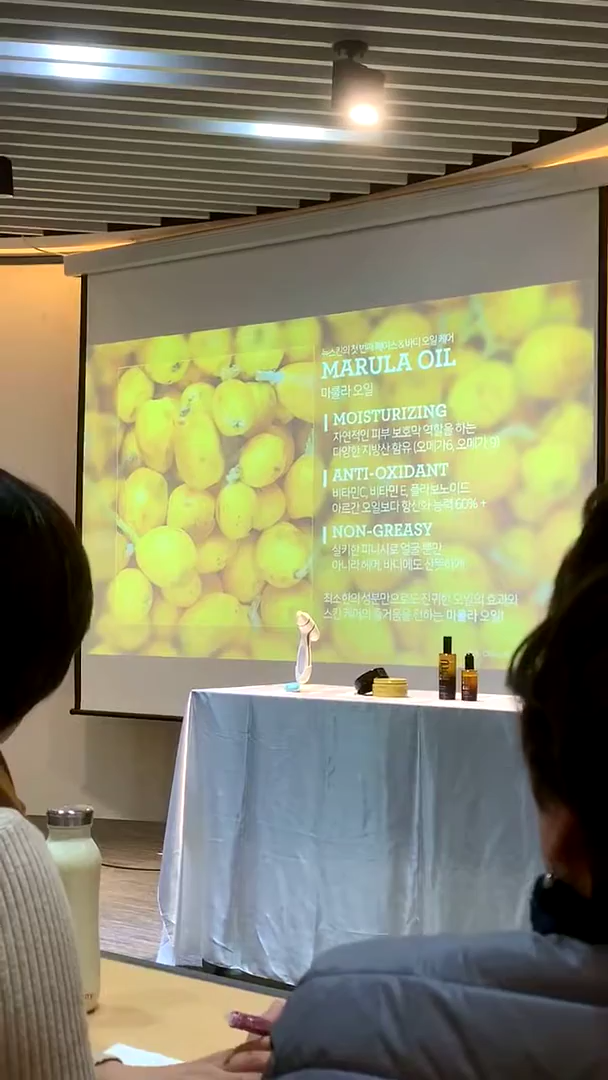 뉴스킨의 첫 번째 페이스 & 바디 오일 케어
MARULA OIL
마룰라 오일
MOISTURIZING
자연적인 피부 보호막 역할을 하는
다양한 지방산 함유 (오메가6, 오메가9)
ANTI-OXIDANT
비타민C, 비타민 E, 플라보노이드
아르간 오일보다 항산화 능력 60% +
NON-GREASY
실키한 피니시로 얼굴 뿐만
아니라 헤어, 바디에도 산뜻하게
최소한의 성분만으로도 진귀한 오일의 효과와
스킨 케어의 즐거움을 전하는 마룰라 오일!